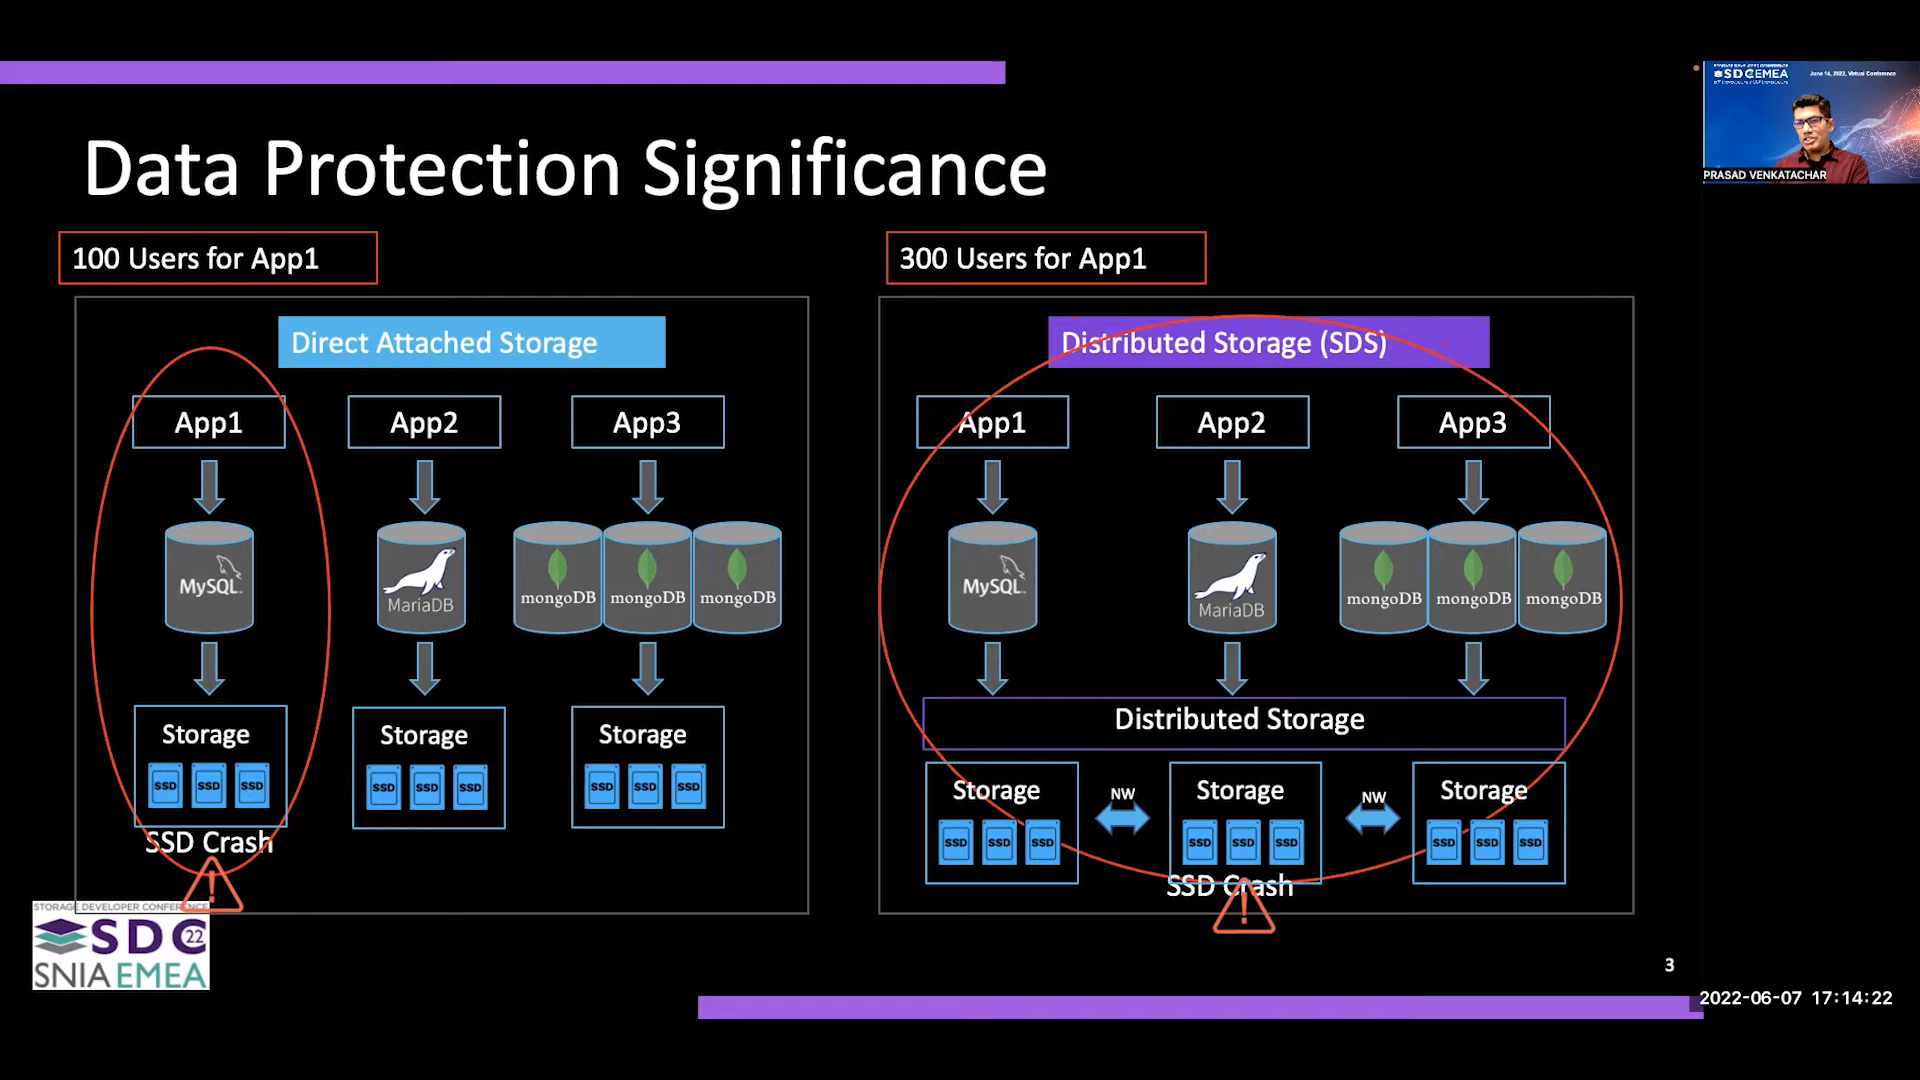 SDC EMEA
June 14, 2022, Virtual Conference
PRASAD VENKATACHAR
Data Protection Significance
100 Users for App1
300 Users for App1
Direct Attached Storage
App1
App2
App3
MySQL
MariaDB
mongoDB
mongoDB
mongoDB
Storage
Storage
Storage
SSD
SSD
SSD
SSD
SSD
SSD
SSD
SSD
SSD
SSD Crash
Distributed Storage (SDS)
App1
App2
App3
MySQL
MariaDB
mongoDB
mongoDB
mongoDB
Distributed Storage
Storage
NW
Storage
NW
Storage
SSD
SSD
SSD
SSD
SSD
SSD
SSD
SSD
SSD
SSD Crash
STORAGE DEVELOPER CONFERENCE
SDC 22
SNIA EMEA
3
2022-06-07 17:14:22